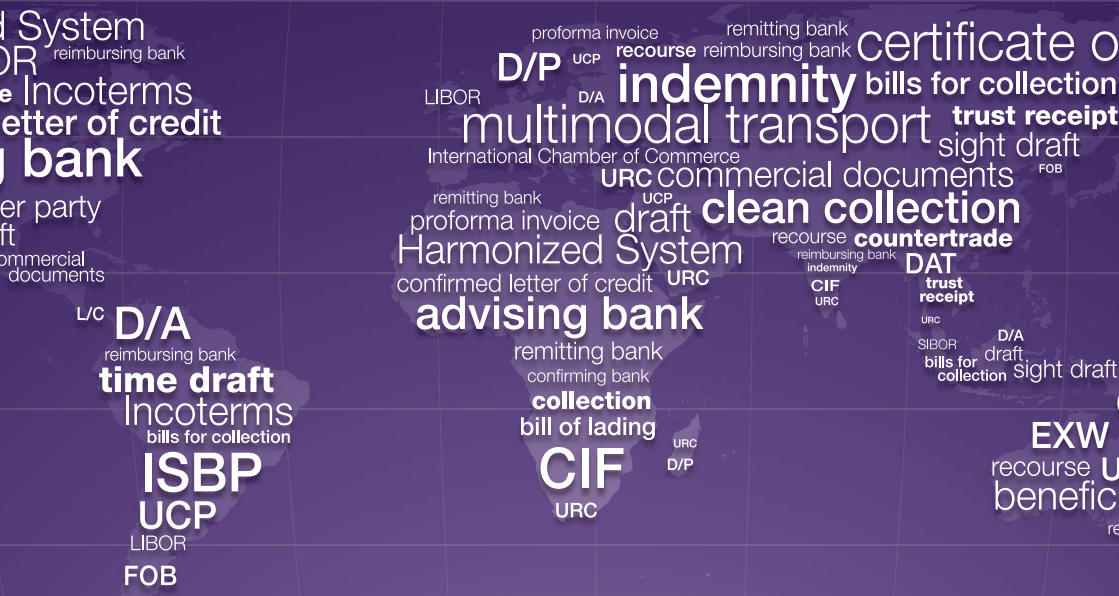 d System
OR reimbursing bank
e Incoterms
etter of credit
g bank
er party
ft
ommercial
documents
L/C D/A
reimbursing bank
time draft
Incoterms
bills for collection
ISBP
UCP
LIBOR
FOB
proforma invoice remitting bank
D/P UCP recourse reimbursing bank certificate o
LIBOR D/A indemnity bills for collection
multimodal transport trust receipt
International Chamber of Commerce sight draft
URC commercial documents FOB
remitting bank UCP
proforma invoice draft clean collection
Harmonized System recourse countertrade
confirmed letter of credit URC
advising bank
remitting bank
confirming bank
collection
bill of lading
CIF
URC
URC
D/P
reimbursing bank DAT
indemnity
CIF
URC
trust
receipt
URC
SIBOR D/A
bills for draft
collection sight draft
EXW
recourse U
benefic
re